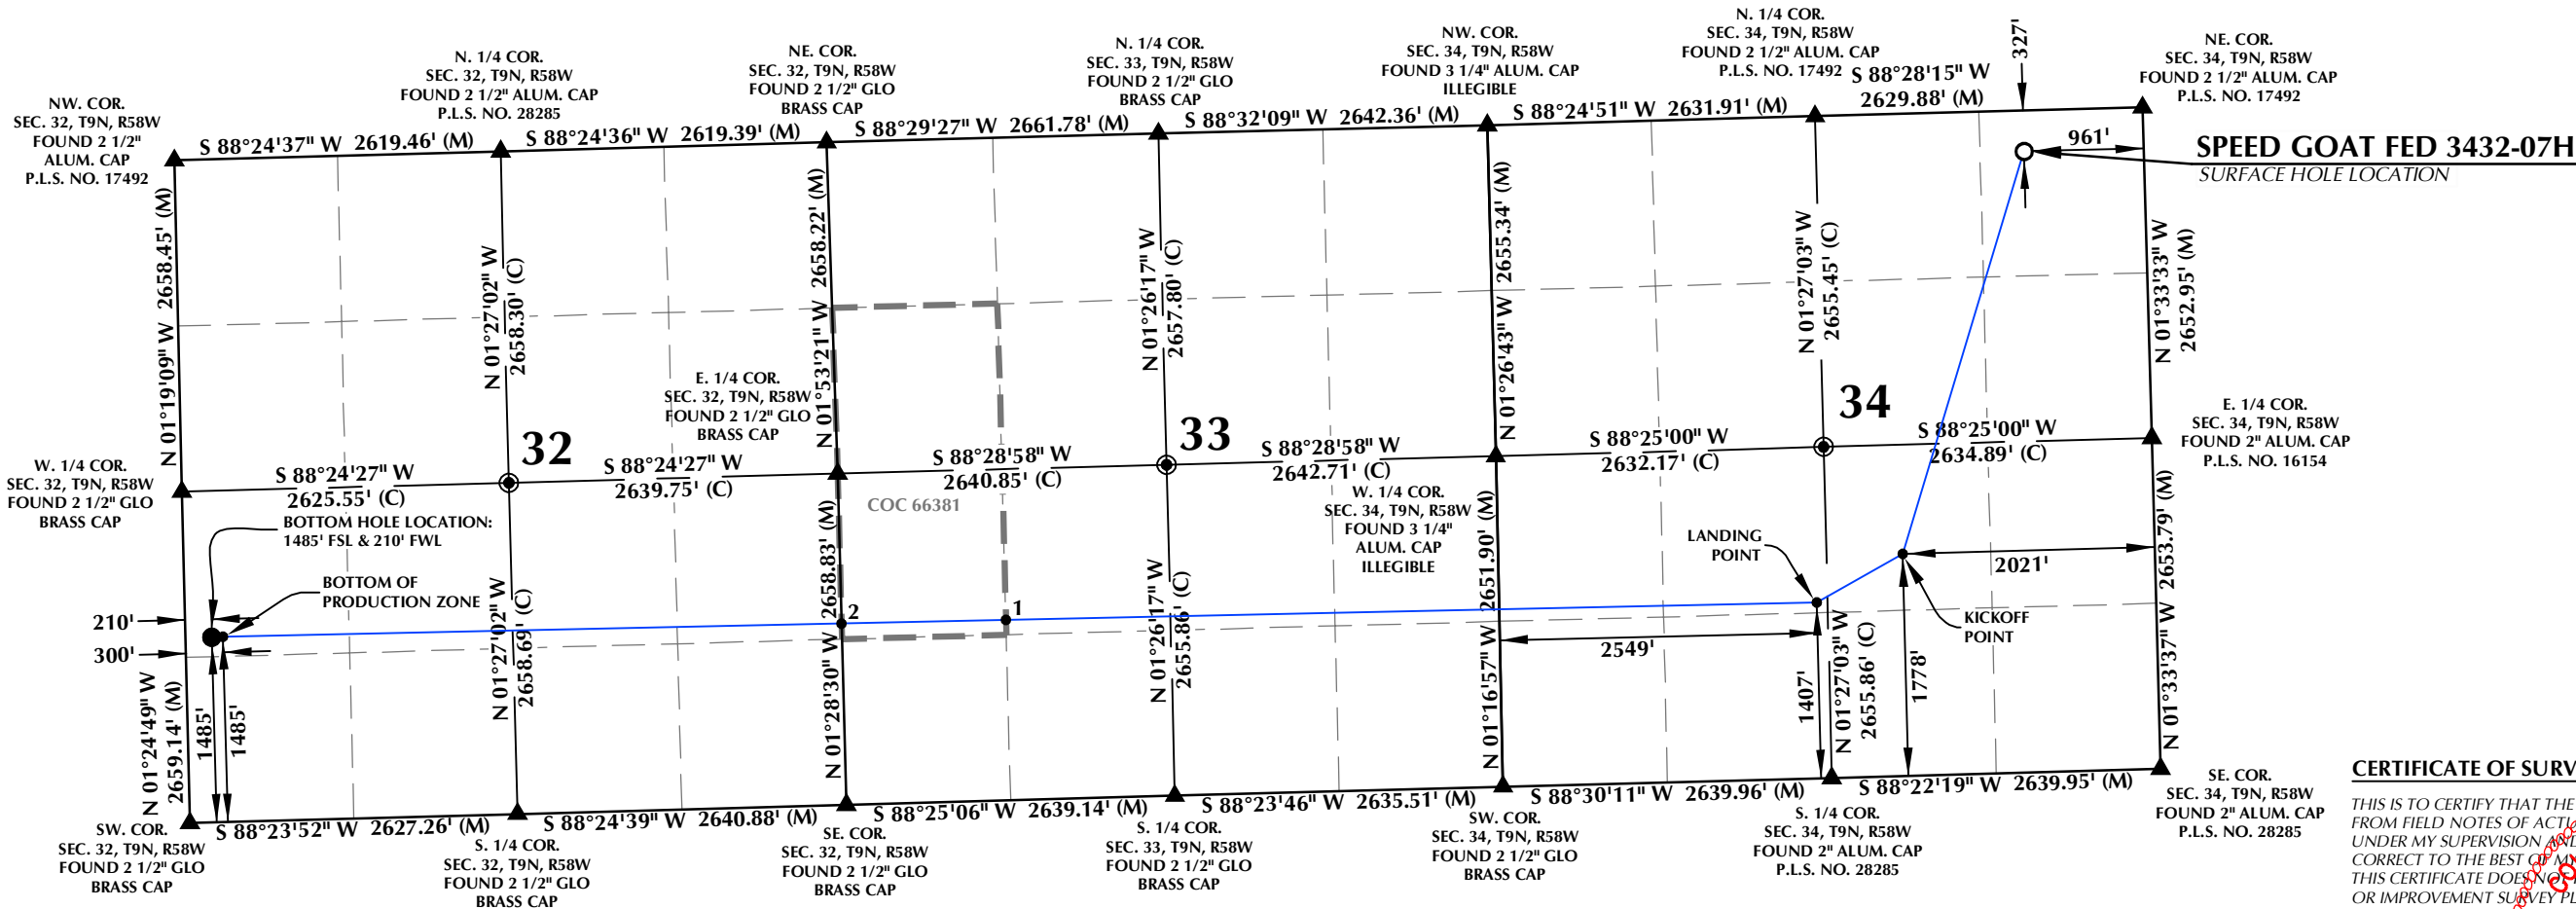 NW. COR.
SEC. 32, T9N, R58W
FOUND 2 1/2"
ALUM. CAP
P.L.S. NO. 17492
N. 1/4 COR.
SEC. 32, T9N, R58W
FOUND 2 1/2" ALUM. CAP
P.L.S. NO. 28285
NE. COR.
SEC. 32, T9N, R58W
FOUND 2 1/2" GLO
BRASS CAP
N. 1/4 COR.
SEC. 33, T9N, R58W
FOUND 2 1/2" GLO
BRASS CAP
NW. COR.
SEC. 34, T9N, R58W
FOUND 3 1/4" ALUM. CAP
ILLEGIBLE
N. 1/4 COR.
SEC. 34, T9N, R58W
FOUND 2 1/2" ALUM. CAP
P.L.S. NO. 17492
NE. COR.
SEC. 34, T9N, R58W
FOUND 2 1/2" ALUM. CAP
P.L.S. NO. 17492
S 88°24'37" W 2619.46' (M)
S 88°24'36" W 2619.39' (M)
S 88°29'27" W 2661.78' (M)
S 88°32'09" W 2642.36' (M)
S 88°24'51" W 2631.91' (M)
S 88°28'15" W
2629.88' (M)
327'
961'
SPEED GOAT FED 3432-07H
SURFACE HOLE LOCATION
N 01°19'09" W 2658.45' (M)
N 01°27'02" W
2658.30' (C)
N 01°53'21" W 2658.22' (M)
N 01°26'17" W
2657.80' (C)
N 01°26'43" W 2655.34' (M)
N 01°27'03" W
2655.45' (C)
N 01°33'33" W
2652.95' (M)
E. 1/4 COR.
SEC. 32, T9N, R58W
FOUND 2 1/2" GLO
BRASS CAP
32
33
34
E. 1/4 COR.
SEC. 34, T9N, R58W
FOUND 2" ALUM. CAP
P.L.S. NO. 16154
W. 1/4 COR.
SEC. 32, T9N, R58W
FOUND 2 1/2" GLO
BRASS CAP
S 88°24'27" W
2625.55' (C)
S 88°24'27" W
2639.75' (C)
S 88°28'58" W
2640.85' (C)
S 88°28'58" W
2642.71' (C)
S 88°25'00" W
2632.17' (C)
S 88°25'00" W
2634.89' (C)
COC 66381
W. 1/4 COR.
SEC. 34, T9N, R58W
FOUND 3 1/4"
ALUM. CAP
ILLEGIBLE
BOTTOM HOLE LOCATION:
1485' FSL & 210' FWL
BOTTOM OF
PRODUCTION ZONE
LANDING
POINT
KICKOFF
POINT
2021'
2549'
210'
300'
2
1
1485'
1485'
1407'
1778'
N 01°24'49" W
2659.14' (M)
N 01°27'02" W
2658.69' (C)
N 01°28'30" W 2658.83' (M)
N 01°26'17" W
2655.86' (C)
N 01°16'57" W 2651.90' (M)
N 01°27'03" W
2655.86' (C)
N 01°33'37" W 2653.79' (M)
S 88°23'52" W 2627.26' (M)
S 88°24'39" W 2640.88' (M)
S 88°25'06" W 2639.14' (M)
S 88°23'46" W 2635.51' (M)
S 88°30'11" W 2639.96' (M)
S 88°22'19" W 2639.95' (M)
SW. COR.
SEC. 32, T9N, R58W
FOUND 2 1/2" GLO
BRASS CAP
S. 1/4 COR.
SEC. 32, T9N, R58W
FOUND 2 1/2" GLO
BRASS CAP
SE. COR.
SEC. 32, T9N, R58W
FOUND 2 1/2" GLO
BRASS CAP
S. 1/4 COR.
SEC. 33, T9N, R58W
FOUND 2 1/2" GLO
BRASS CAP
SW. COR.
SEC. 34, T9N, R58W
FOUND 2 1/2" GLO
BRASS CAP
S. 1/4 COR.
SEC. 34, T9N, R58W
FOUND 2" ALUM. CAP
P.L.S. NO. 28285
SE. COR.
SEC. 34, T9N, R58W
FOUND 2" ALUM. CAP
P.L.S. NO. 28285
CERTIFICATE OF SURV
THIS IS TO CERTIFY THAT THE
FROM FIELD NOTES OF ACTU
UNDER MY SUPERVISION AND
CORRECT TO THE BEST OF MY
THIS CERTIFICATE DOES NOT
OR IMPROVEMENT SURVEY PL